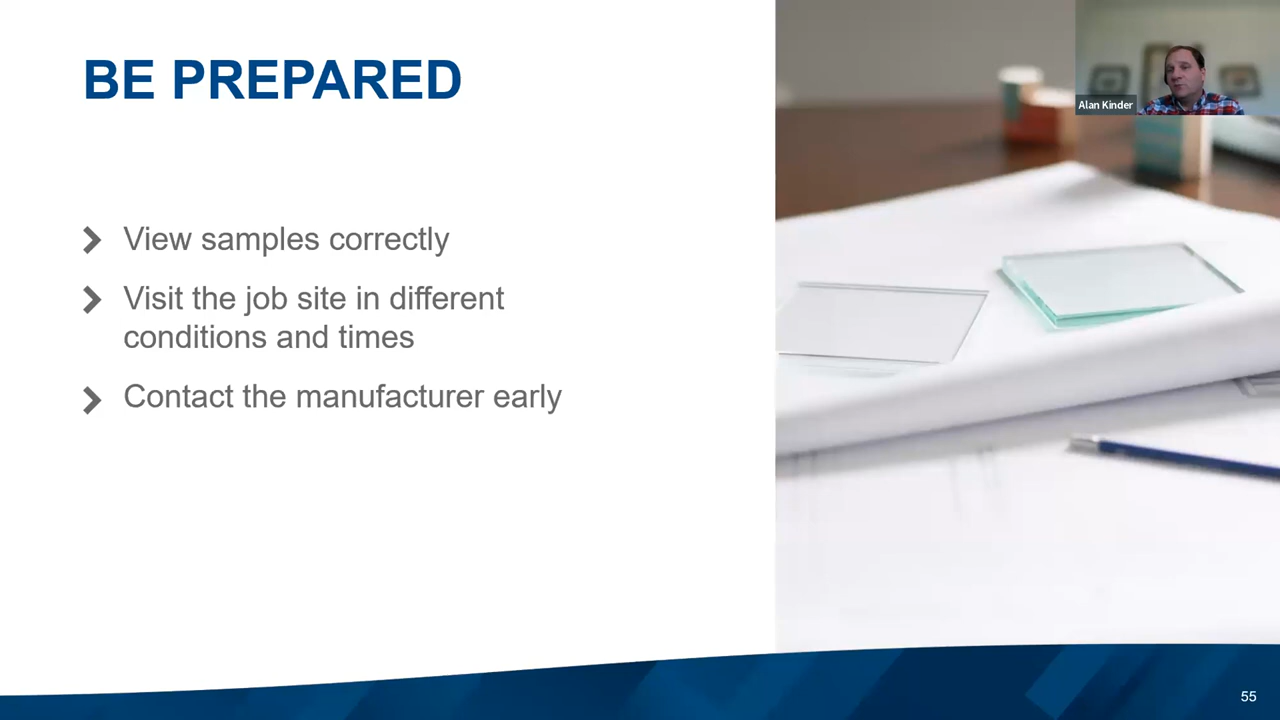 BE PREPARED
Alan Kinder
View samples correctly
Visit the job site in different
conditions and times
Contact the manufacturer early
55